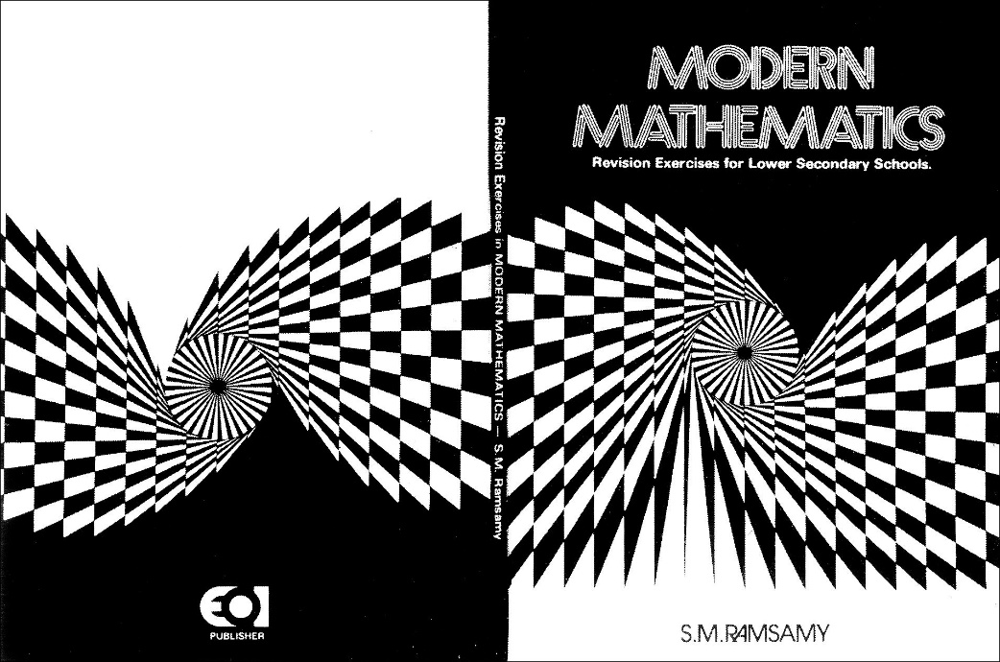 MODERN
MATHEMATICS
Revision Exercises for Lower Secondary Schools.
S.M.RAMSAMY
Revision Exercises in MODERN MATHEMATICS — S.M. Ramsamy
PUBLISHER